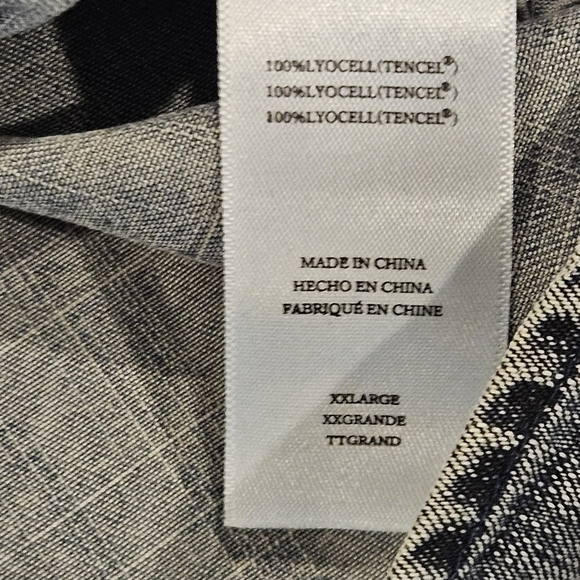 100%LYOCELL(TENCEL®)
100%LYOCELL(TENCEL®)
100%LYOCELL(TENCEL®)
MADE IN CHINA
HECHO EN CHINA
FABRIQUÉ EN CHINE
XXLARGE
XXGRANDE
TTGRAND